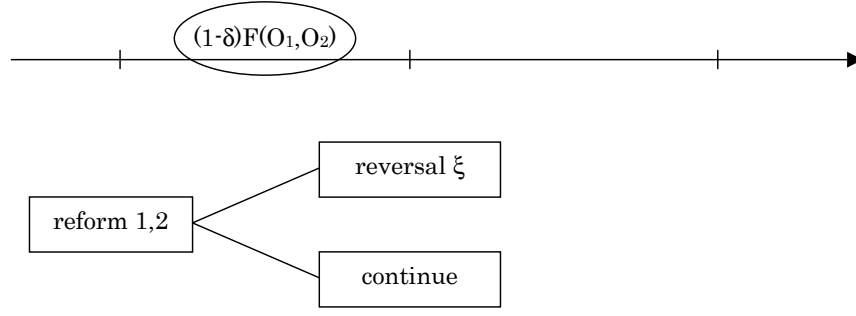 (1-δ)F(O₁,O₂)
reversal ξ
reform 1,2
continue